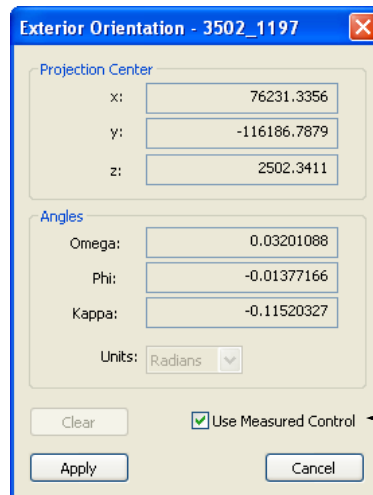 Exterior Orientation - 3502_1197
Projection Center
x: 76231.3356
y: -116186.7879
z: 2502.3411
Angles
Omega: 0.03201088
Phi: -0.01377166
Kappa: -0.11520327
Units: Radians
Clear Use Measured Control
Apply Cancel